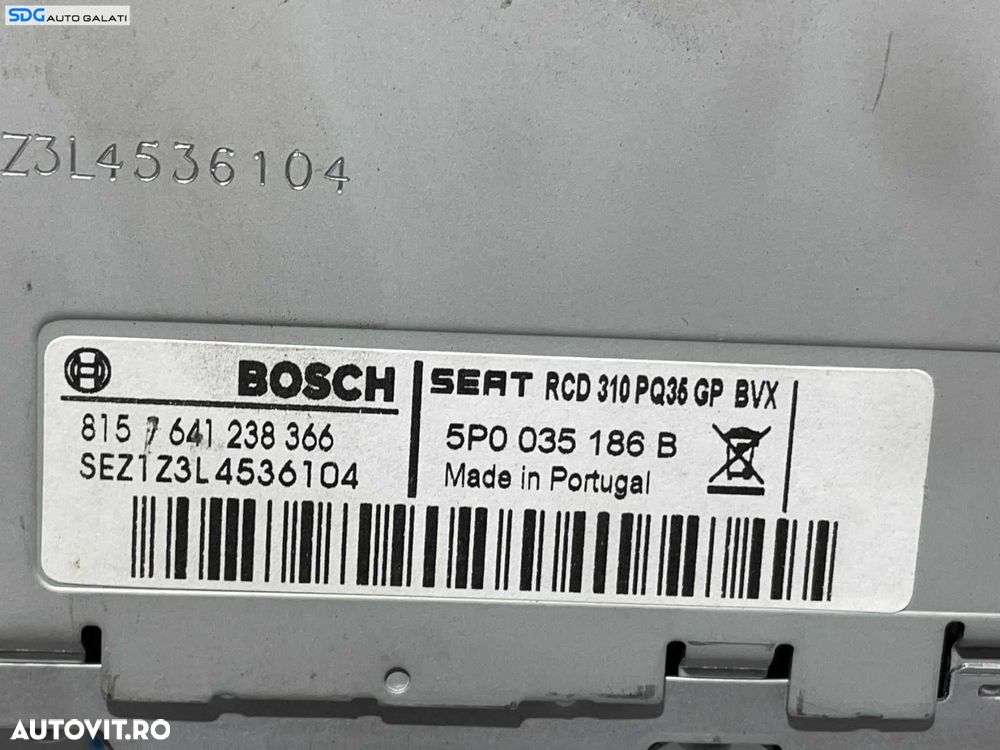 SDG AUTO GALATI
Z3L4536104
BOSCH
815 7 641 238 366
SEZ1Z3L4536104
SEAT RCD 310 PQ35 GP BVX
5P0 035 186 B
Made in Portugal
AUTOVIT.RO